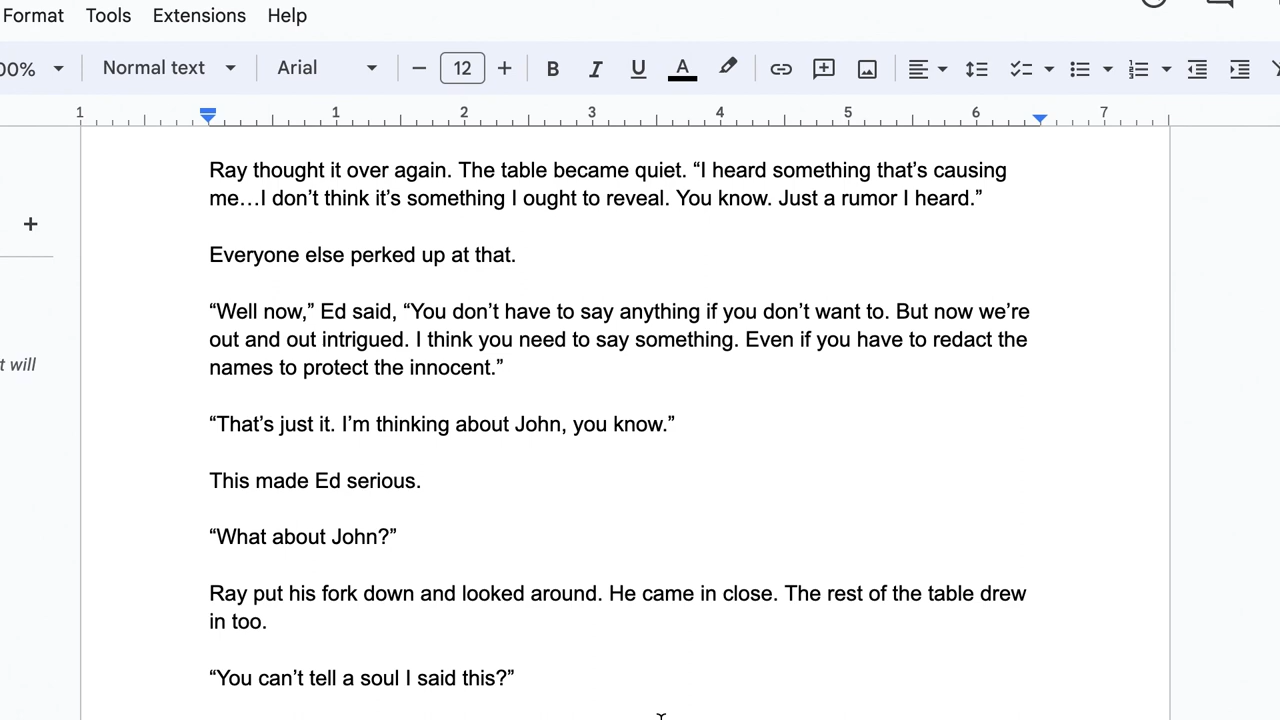 Format Tools Extensions Help
00% Normal text Arial 12 B I U A
1 1 2 3 4 5 6 7
Ray thought it over again. The table became quiet. “I heard something that’s causing
me…I don’t think it’s something I ought to reveal. You know. Just a rumor I heard.”
Everyone else perked up at that.
“Well now,” Ed said, “You don’t have to say anything if you don’t want to. But now we’re
out and out intrigued. I think you need to say something. Even if you have to redact the
t will
names to protect the innocent.”
“That’s just it. I’m thinking about John, you know.”
This made Ed serious.
“What about John?”
Ray put his fork down and looked around. He came in close. The rest of the table drew
in too.
“You can’t tell a soul I said this?”